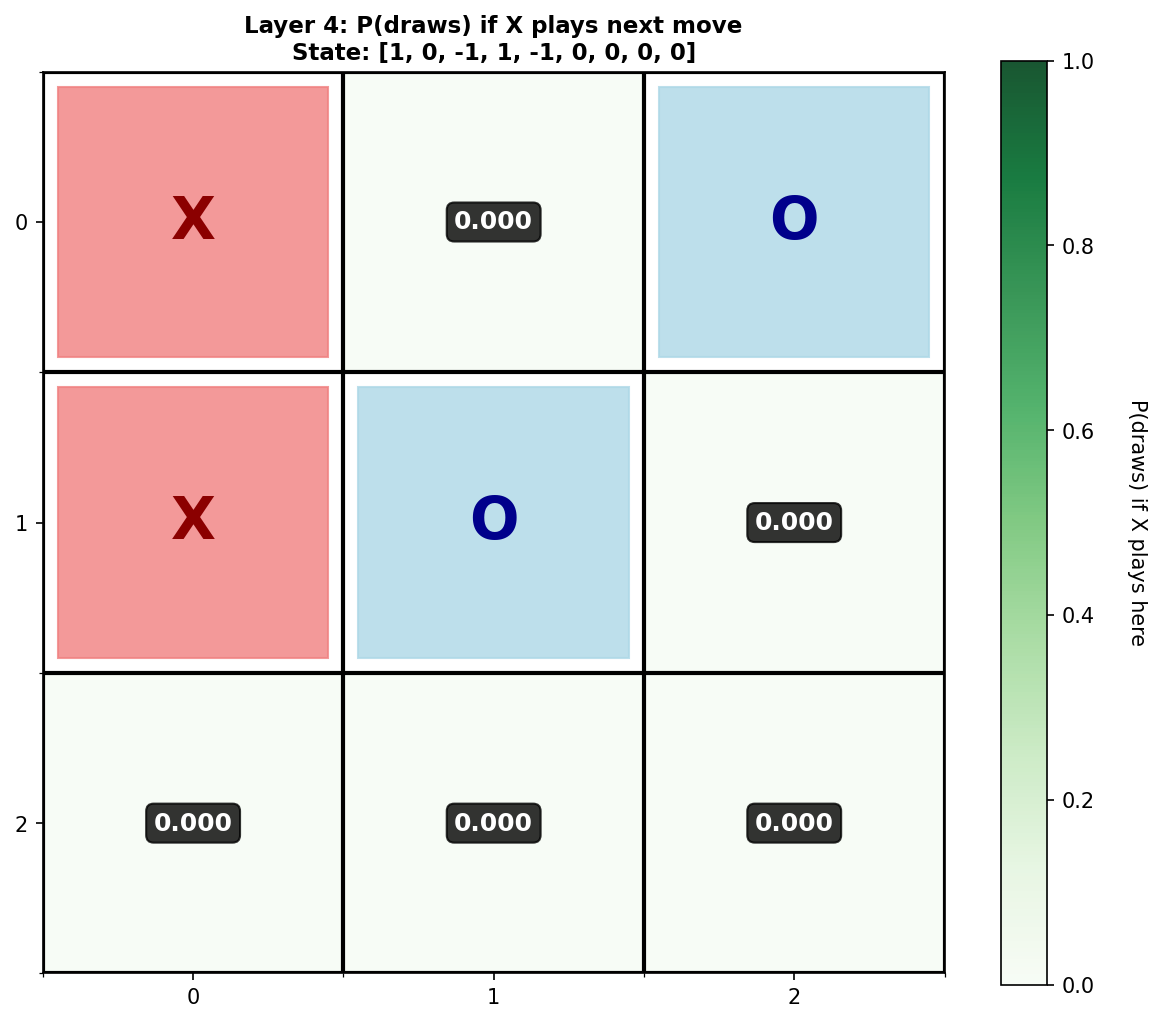 Layer 4: P(draws) if X plays next move
State: [1, 0, -1, 1, -1, 0, 0, 0, 0]
X
0.000
O
X
O
0.000
0.000
0.000
0.000
0
1
2
0
1
2
1.0
0.8
0.6
0.4
0.2
0.0
P(draws) if X plays here